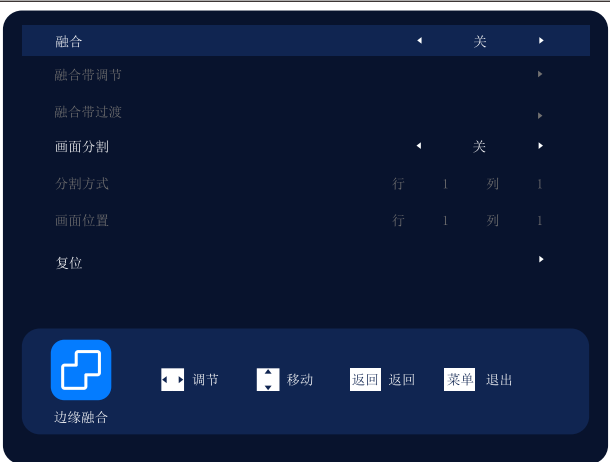 融合 关
融合带调节
融合带过渡
画面分割 关
分割方式 行 1 列 1
画面位置 行 1 列 1
复位
调节 移动 返回 返回 菜单 退出
边缘融合